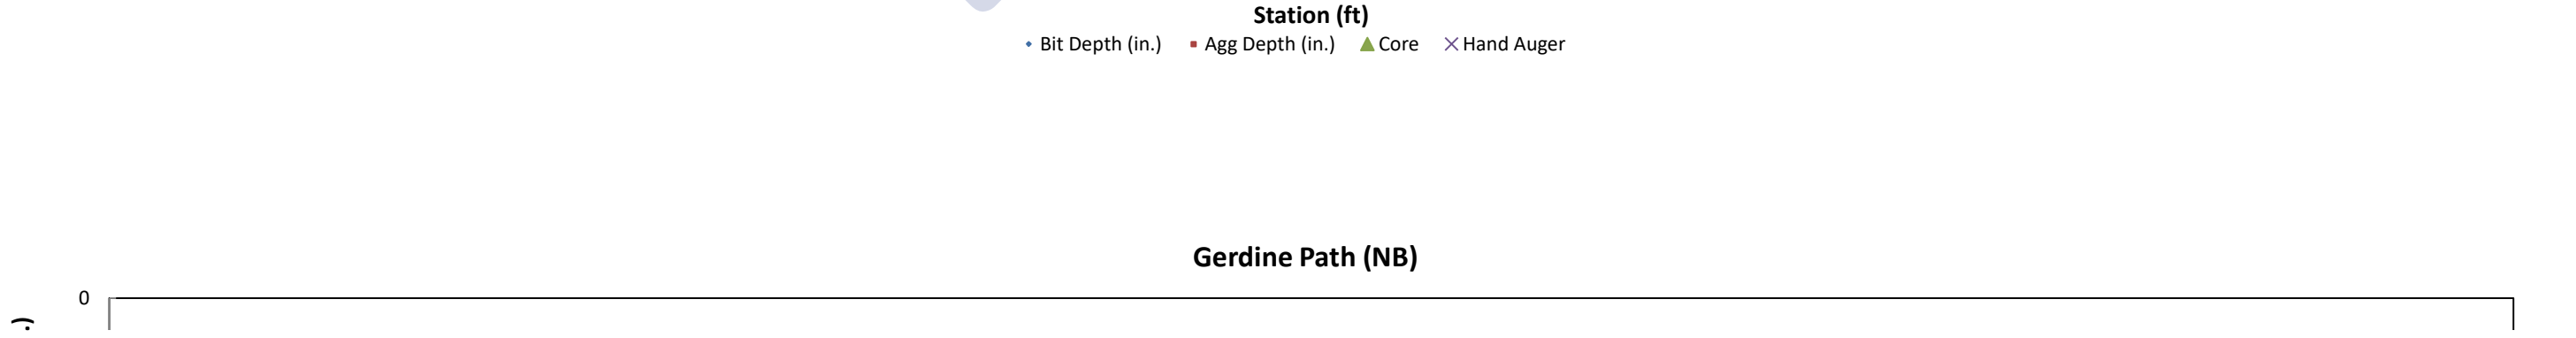 Station (ft)
Bit Depth (in.) Agg Depth (in.) Core Hand Auger
Gerdine Path (NB)
0
.)